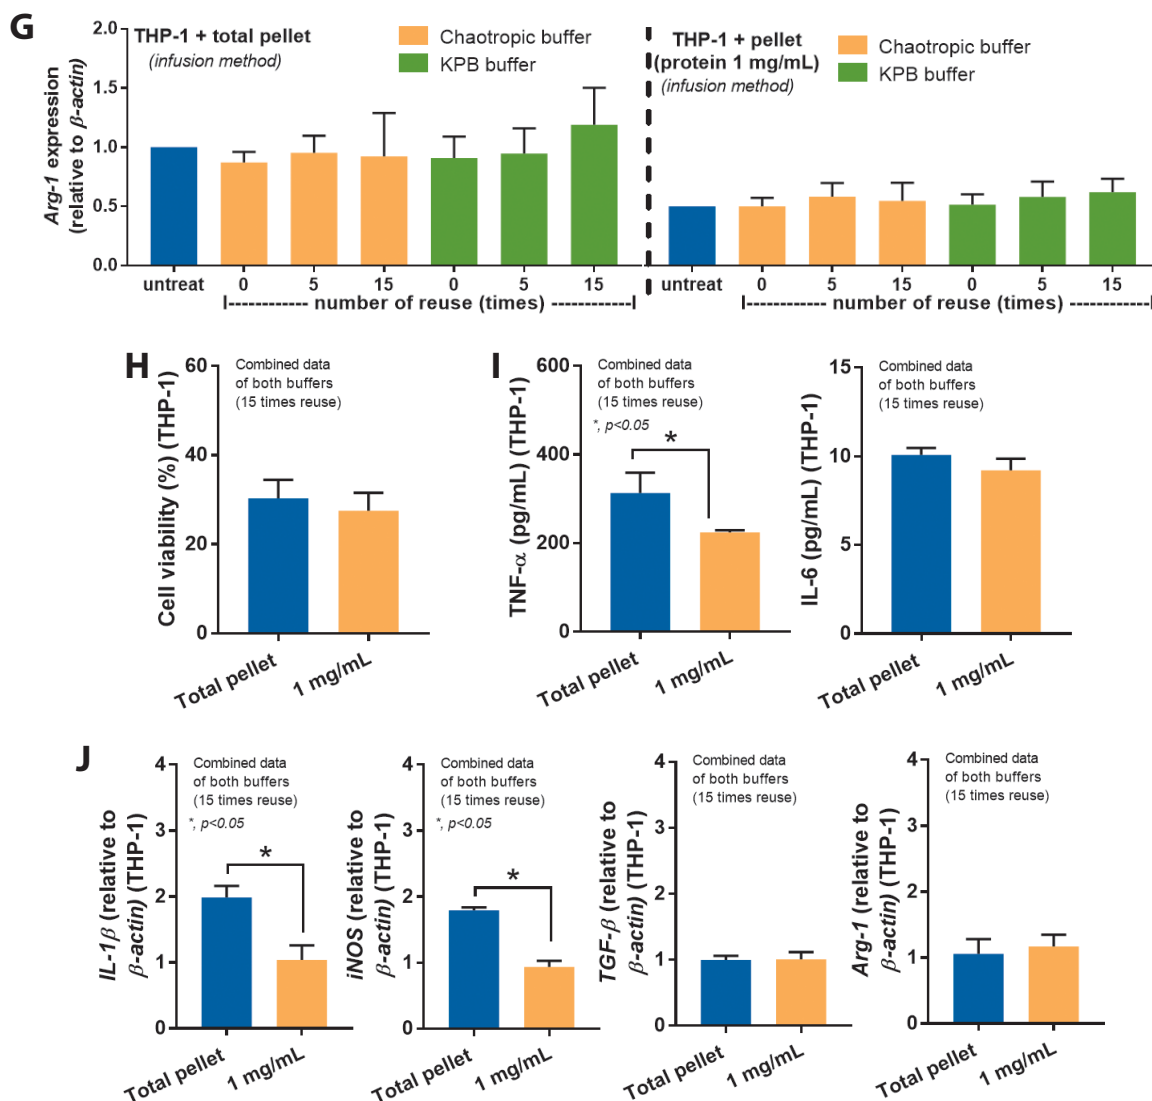 G
Arg-1 expression
(relative to β-actin)
2.0
1.5
1.0
0.5
0.0
THP-1 + total pellet
(infusion method)
Chaotropic buffer
KPB buffer
THP-1 + pellet
(protein 1 mg/mL)
(infusion method)
Chaotropic buffer
KPB buffer
untreat 0 5 15 0 5 15
number of reuse (times)
untreat 0 5 15 0 5 15
number of reuse (times)
H
Cell viability (%) (THP-1)
60
40
20
0
Combined data
of both buffers
(15 times reuse)
Total pellet
1 mg/mL
I
TNF-α (pg/mL) (THP-1)
600
400
200
0
Combined data
of both buffers
(15 times reuse)
*, p<0.05
*
Total pellet
1 mg/mL
IL-6 (pg/mL) (THP-1)
15
10
5
0
Combined data
of both buffers
(15 times reuse)
Total pellet
1 mg/mL
J
IL-1β (relative to
β-actin) (THP-1)
4
3
2
1
0
Combined data
of both buffers
(15 times reuse)
*, p<0.05
*
Total pellet
1 mg/mL
iNOS (relative to
β-actin) (THP-1)
4
3
2
1
0
Combined data
of both buffers
(15 times reuse)
*, p<0.05
*
Total pellet
1 mg/mL
TGF-β (relative to
β-actin) (THP-1)
4
3
2
1
0
Combined data
of both buffers
(15 times reuse)
Total pellet
1 mg/mL
Arg-1 (relative to
β-actin) (THP-1)
4
3
2
1
0
Combined data
of both buffers
(15 times reuse)
Total pellet
1 mg/mL